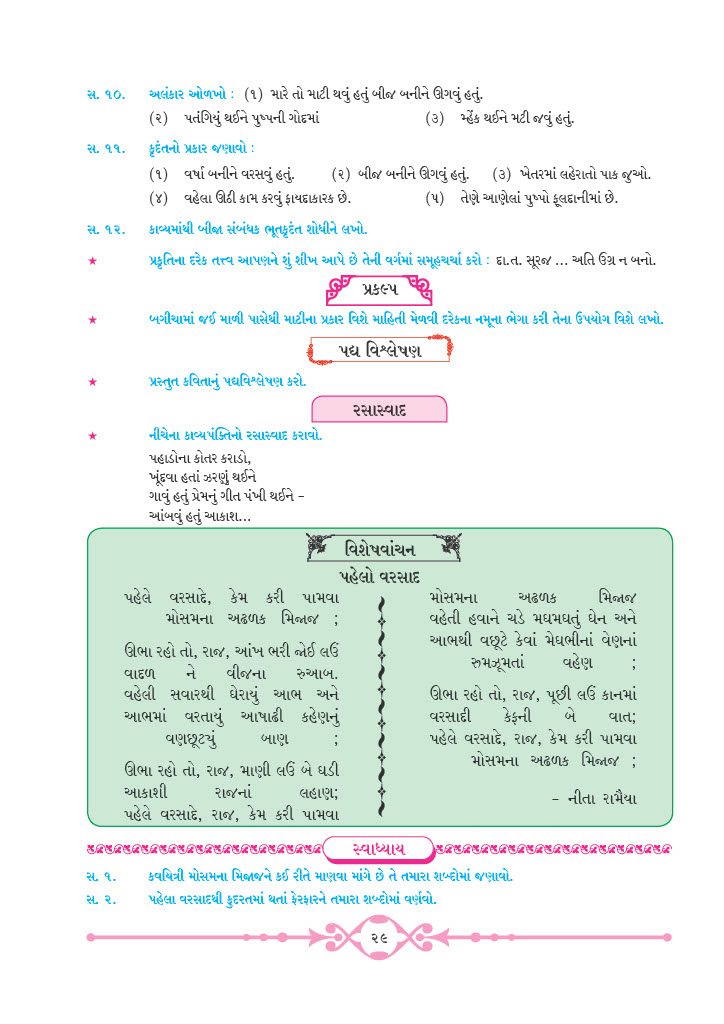 સ. ૧૦. અલંકાર ઓળખો : (૧) મારે તો માટી થવું હતું બીજ બનીને ઊગવું હતું.
(૨) પતંગિયું થઈને પુષ્પની ગોદમાં (૩) મ્હેંક થઈને મટી જવું હતું.
સ. ૧૧. કૃદંતનો પ્રકાર જણાવો :
(૧) વર્ષા બનીને વરસવું હતું. (૨) બીજ બનીને ઊગવું હતું. (૩) ખેતરમાં લહેરાતો પાક જુઓ.
(૪) વહેલા ઊઠી કામ કરવું ફાયદાકારક છે. (૫) તેણે આણેલાં પુષ્પો ફૂલદાનીમાં છે.
સ. ૧૨. કાવ્યમાંથી બીજા સંબંધક ભૂતકૃદંત શોધીને લખો.
★ પ્રકૃતિના દરેક તત્ત્વ આપણને શું શીખ આપે છે તેની વર્ગમાં સમૂહચર્ચા કરો : દા.ત. સૂરજ ... અતિ ઉગ્ર ન બનો.
પ્રકલ્પ
★ બગીચામાં જઈ માળી પાસેથી માટીના પ્રકાર વિશે માહિતી મેળવી દરેકના નમૂના ભેગા કરી તેના ઉપયોગ વિશે લખો.
પદ્ય વિશ્લેષણ
★ પ્રસ્તુત કવિતાનું પદ્યવિશ્લેષણ કરો.
રસાસ્વાદ
★ નીચેના કાવ્યપંક્તિનો રસાસ્વાદ કરાવો.
પહાડોના કોતર કરાડો,
ખૂંદવા હતાં ઝરણું થઈને
ગાવું હતું પ્રેમનું ગીત પંખી થઈને –
આંબવું હતું આકાશ...
વિશેષવાંચન
પહેલો વરસાદ
પહેલે વરસાદે, કેમ કરી પામવા
મોસમના અઢળક મિજાજ ;
ઊભા રહો તો, રાજ, આંખ ભરી જોઈ લઉં
વાદળ ને વીજના રુઆબ.
વહેલી સવારથી ઘેરાયું આભ અને
આભમાં વરતાયું આષાઢી કહેણનું
વણછૂટ્યું બાણ ;
ઊભા રહો તો, રાજ, માણી લઉં બે ઘડી
આકાશી રાજનાં લહાણ;
પહેલે વરસાદે, રાજ, કેમ કરી પામવા
મોસમના અઢળક મિજાજ
વહેતી હવાને ચડે મઘમઘતું ઘેન અને
આભથી વછૂટે કેવાં મેઘભીનાં વેણનાં
રુમઝૂમતાં વહેણ ;
ઊભા રહો તો, રાજ, પૂછી લઉં કાનમાં
વરસાદી કેફની બે વાત;
પહેલે વરસાદે, રાજ, કેમ કરી પામવા
મોસમના અઢળક મિજાજ ;
– નીતા રામૈયા
સ્વાધ્યાય
સ. ૧. કવયિત્રી મોસમના મિજાજને કઈ રીતે માણવા માંગે છે તે તમારા શબ્દોમાં જણાવો.
સ. ૨. પહેલા વરસાદથી કુદરતમાં થતાં ફેરફારને તમારા શબ્દોમાં વર્ણવો.
૨૯